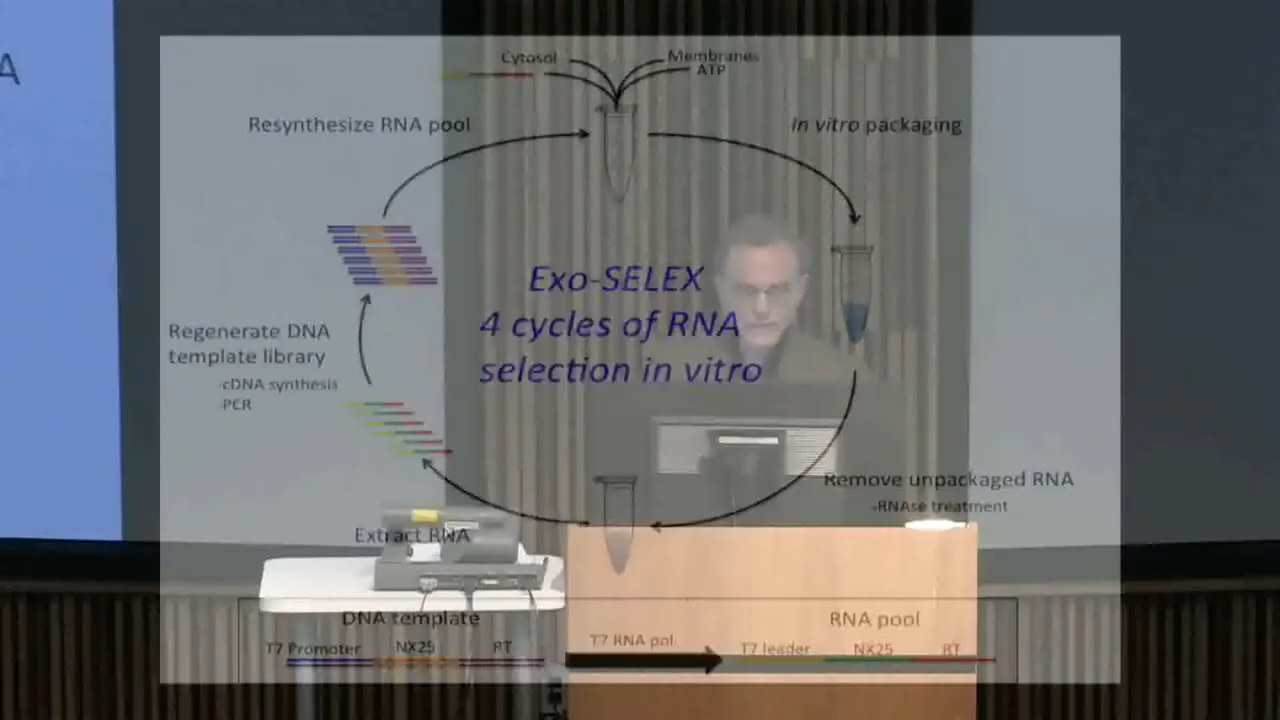 A
Cytosol
Membranes
ATP
Resynthesize RNA pool
In vitro packaging
Exo-SELEX
4 cycles of RNA
selection in vitro
Regenerate DNA
template library
-cDNA synthesis
-PCR
Remove unpackaged RNA
-RNAse treatment
Extract RNA
DNA template
RNA pool
T7 Promoter
NX25
RT
T7 RNA pol.
T7 leader
NX25
RT